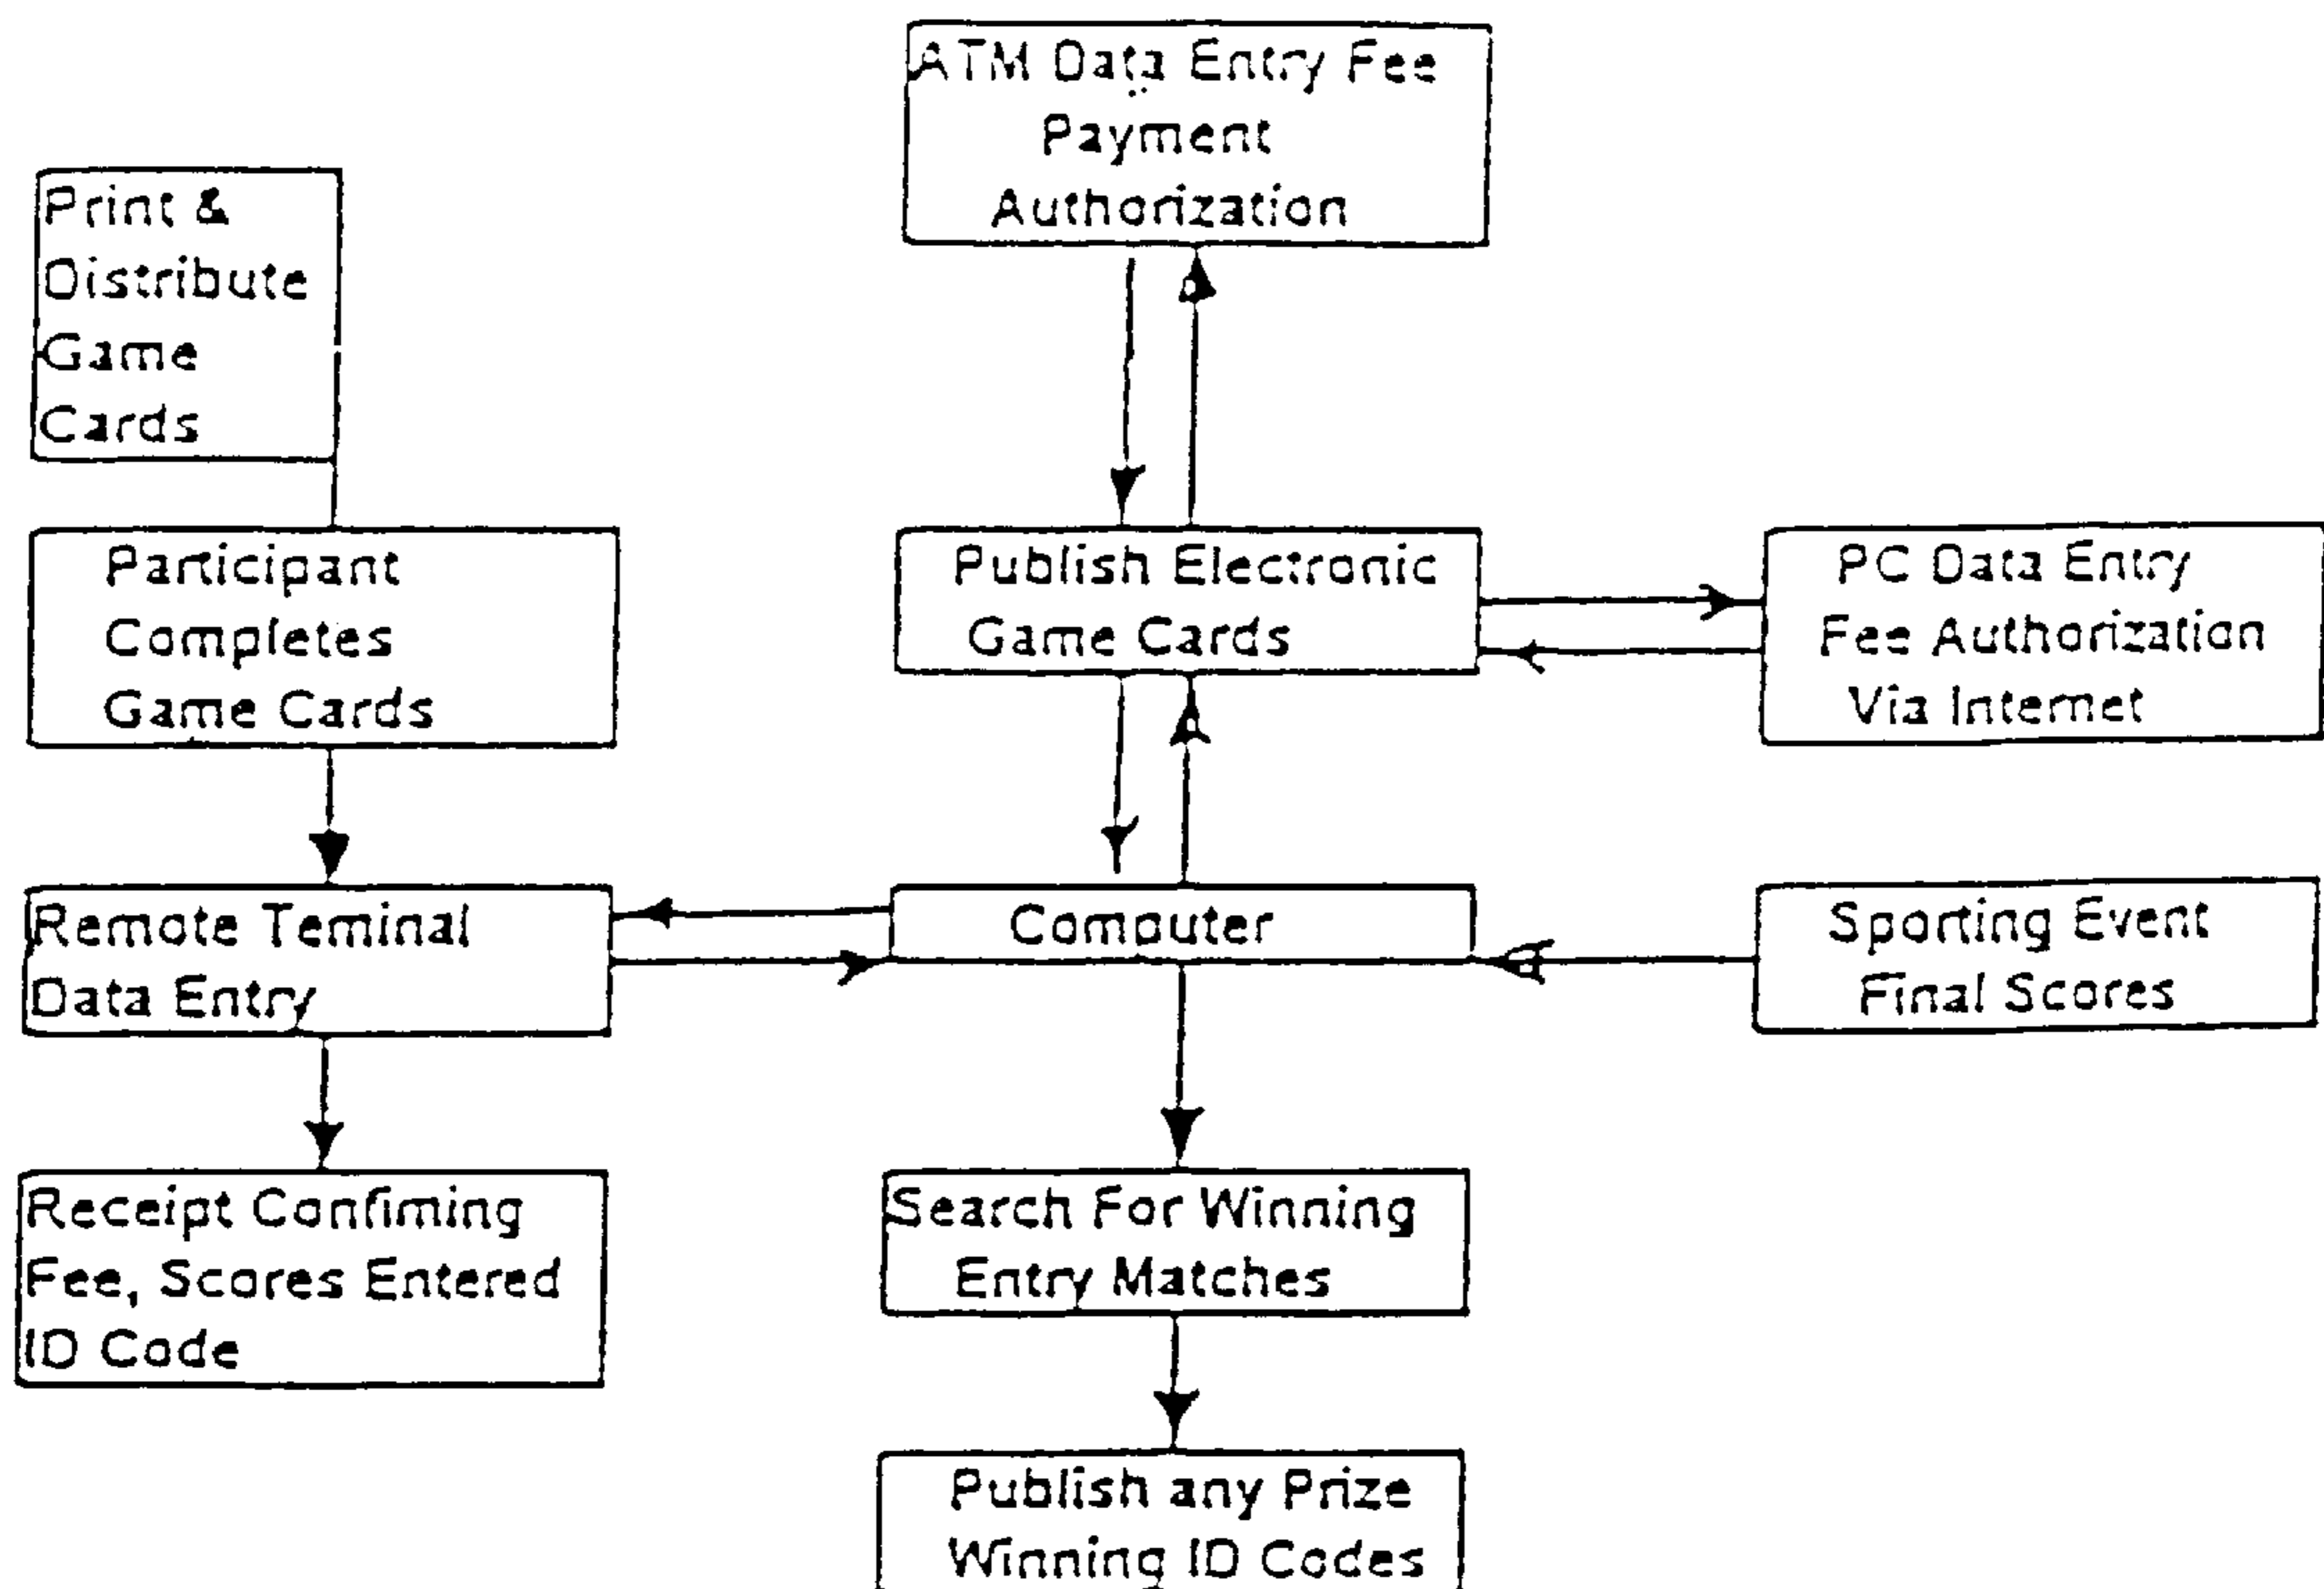 ATM Data Entry Fee
Payment
Authorization
Print &
Distribute
Game
Cards
Participant
Completes
Game Cards
Publish Electronic
Game Cards
PC Data Entry
Fee Authorization
Via Internet
Remote Teminal
Data Entry
Computer
Sporting Event
Final Scores
Receipt Confiming
Fee, Scores Entered
ID Code
Search For Winning
Entry Matches
Publish any Prize
Winning ID Codes